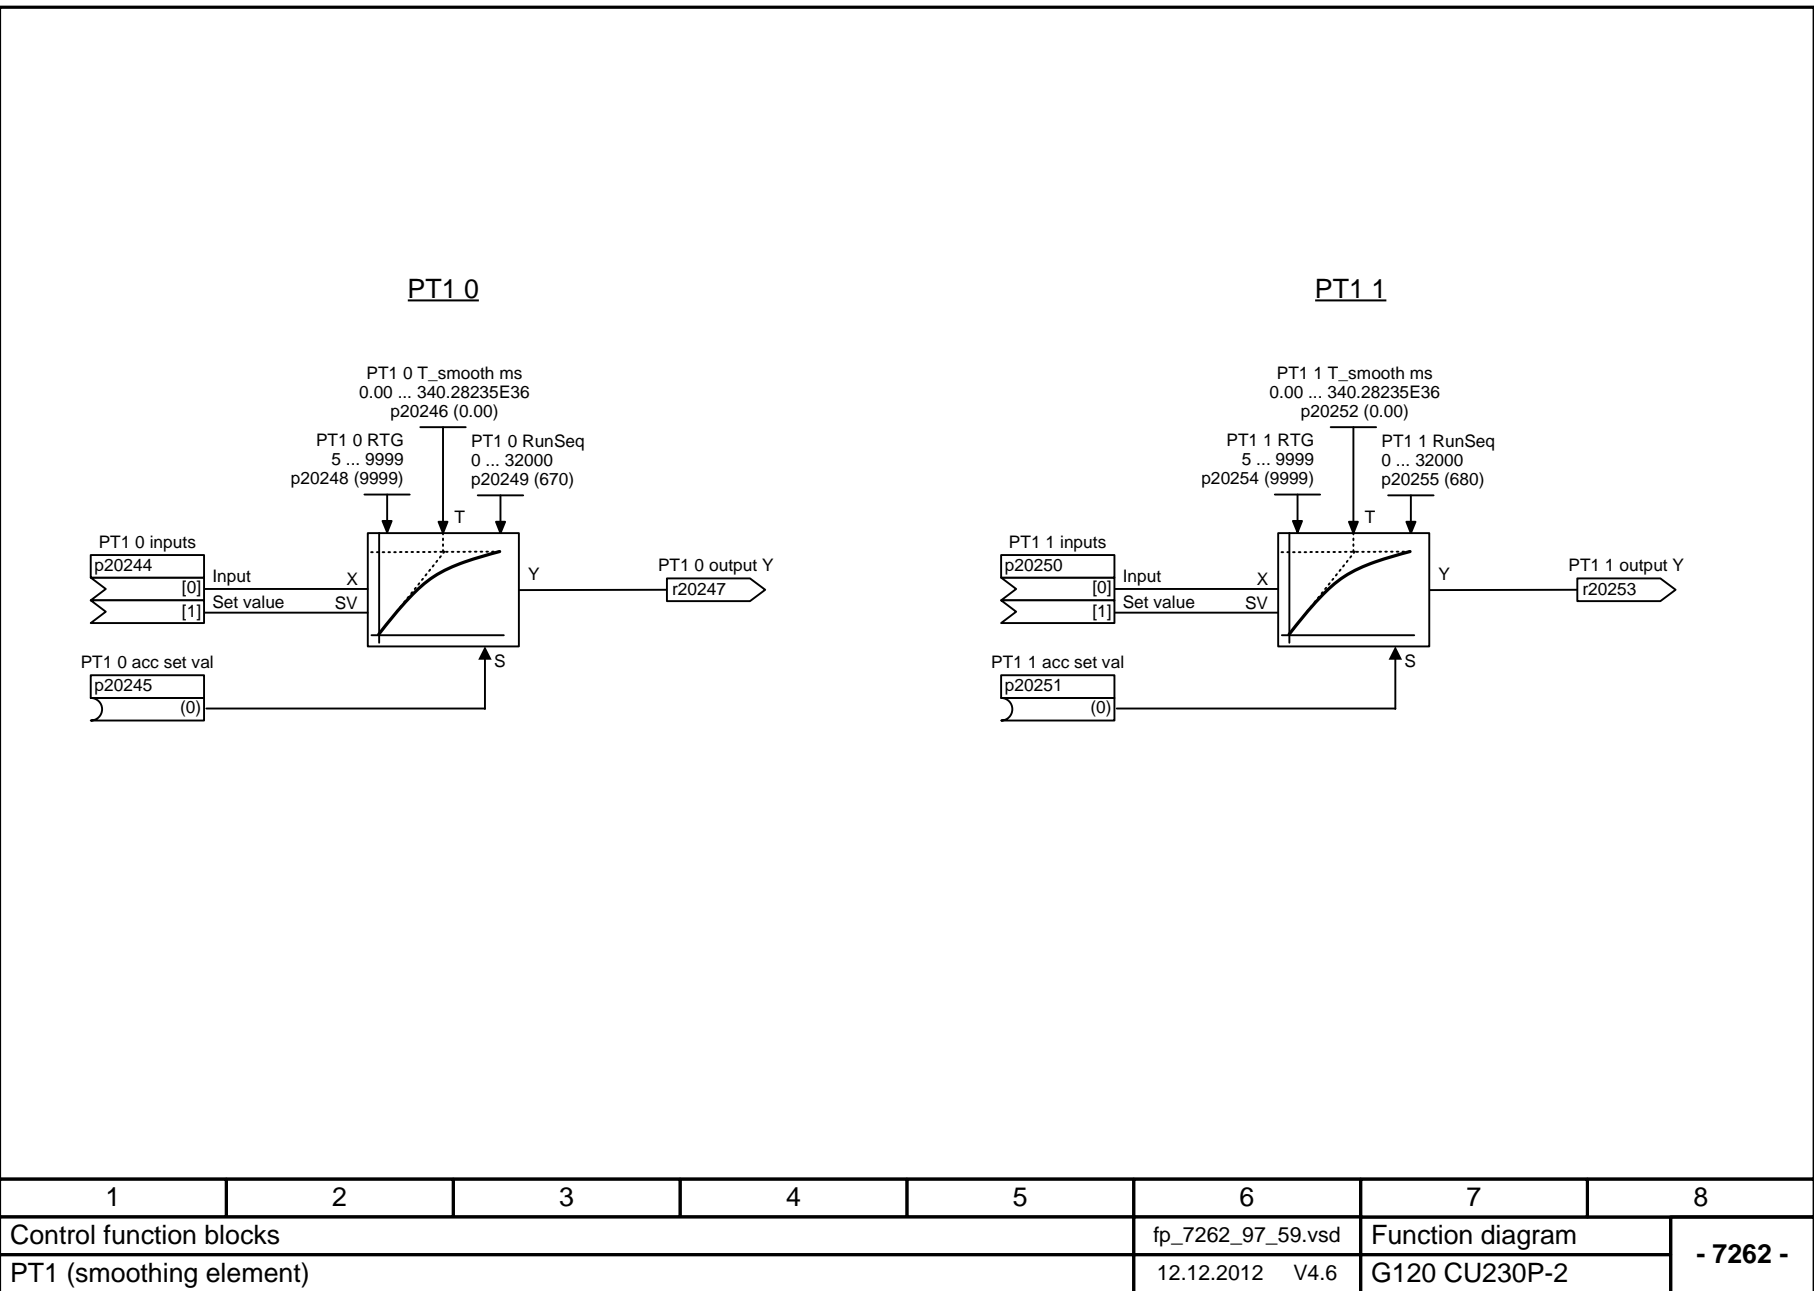 PT1 0
PT1 0 T_smooth ms
0.00 ... 340.28235E36
p20246 (0.00)
PT1 0 RTG
5 ... 9999
p20248 (9999)
PT1 0 RunSeq
0 ... 32000
p20249 (670)
T
PT1 0 inputs
p20244
[0]
[1]
Input
X
Set value
SV
Y
PT1 0 output Y
r20247
S
PT1 0 acc set val
p20245
(0)
PT1 1
PT1 1 T_smooth ms
0.00 ... 340.28235E36
p20252 (0.00)
PT1 1 RTG
5 ... 9999
p20254 (9999)
PT1 1 RunSeq
0 ... 32000
p20255 (680)
T
PT1 1 inputs
p20250
[0]
[1]
Input
X
Set value
SV
Y
PT1 1 output Y
r20253
S
PT1 1 acc set val
p20251
(0)
1 2 3 4 5 6 7 8
Control function blocks
fp_7262_97_59.vsd
Function diagram
- 7262 -
PT1 (smoothing element)
12.12.2012 V4.6
G120 CU230P-2